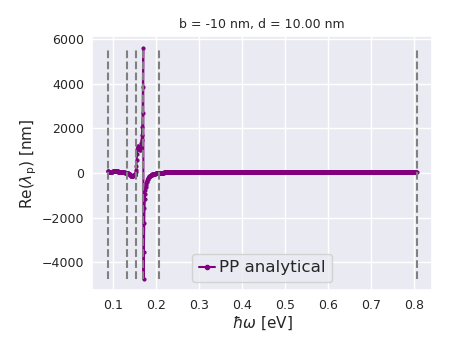 b = -10 nm, d = 10.00 nm
Re(λₚ) [nm]
6000
4000
2000
0
−2000
−4000
PP analytical
0.1 0.2 0.3 0.4 0.5 0.6 0.7 0.8
ℏω [eV]